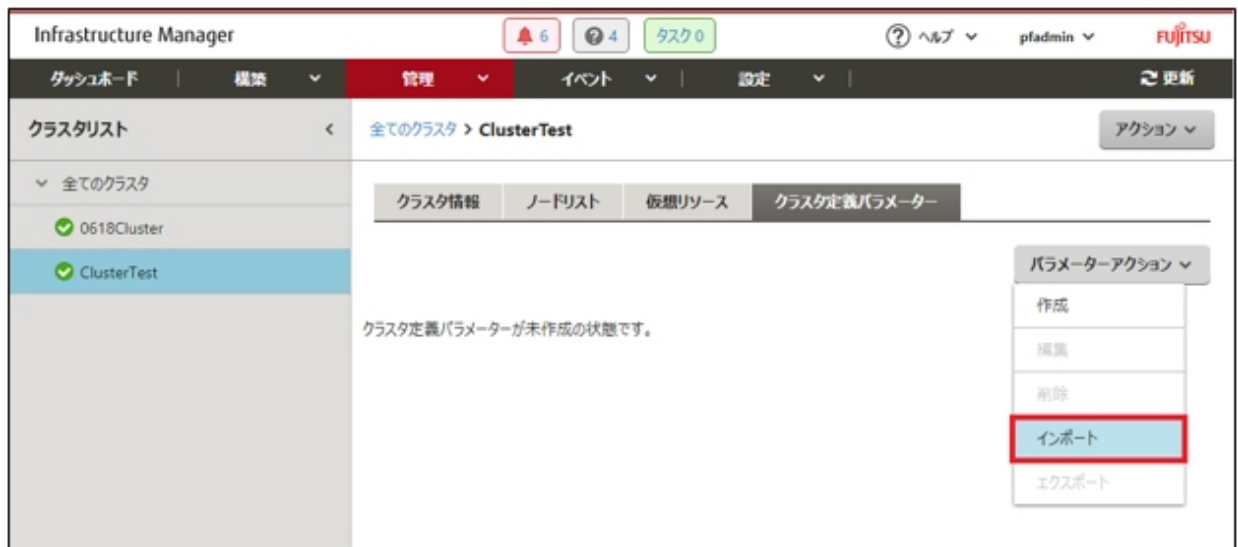 Infrastructure Manager 6 4 タスク 0 ヘルプ pfadmin FUJITSU
ダッシュボード 構築 管理 イベント 設定 更新
クラスタリスト 全てのクラスタ > ClusterTest アクション
全てのクラスタ
クラスタ情報 ノードリスト 仮想リソース クラスタ定義パラメーター
0618Cluster
ClusterTest パラメーターアクション
作成
クラスタ定義パラメーターが未作成の状態です。
編集
削除
インポート
エクスポート